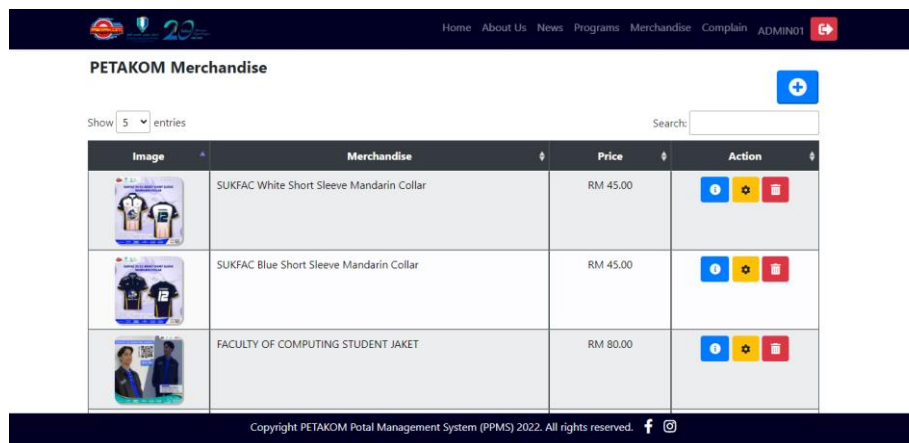 Home About Us News Programs Merchandise Complain ADMIN01
PETAKOM Merchandise
Show 5 entries
Search:
Image Merchandise Price Action
SUKFAC White Short Sleeve Mandarin Collar RM 45.00
SUKFAC Blue Short Sleeve Mandarin Collar RM 45.00
FACULTY OF COMPUTING STUDENT JAKET RM 80.00
Copyright PETAKOM Potal Management System (PPMS) 2022. All rights reserved.